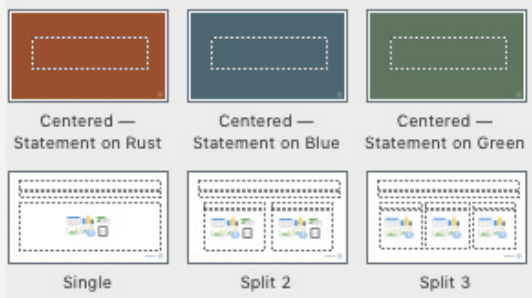 Centered —
Statement on Rust
Centered —
Statement on Blue
Centered —
Statement on Green
Single
Split 2
Split 3